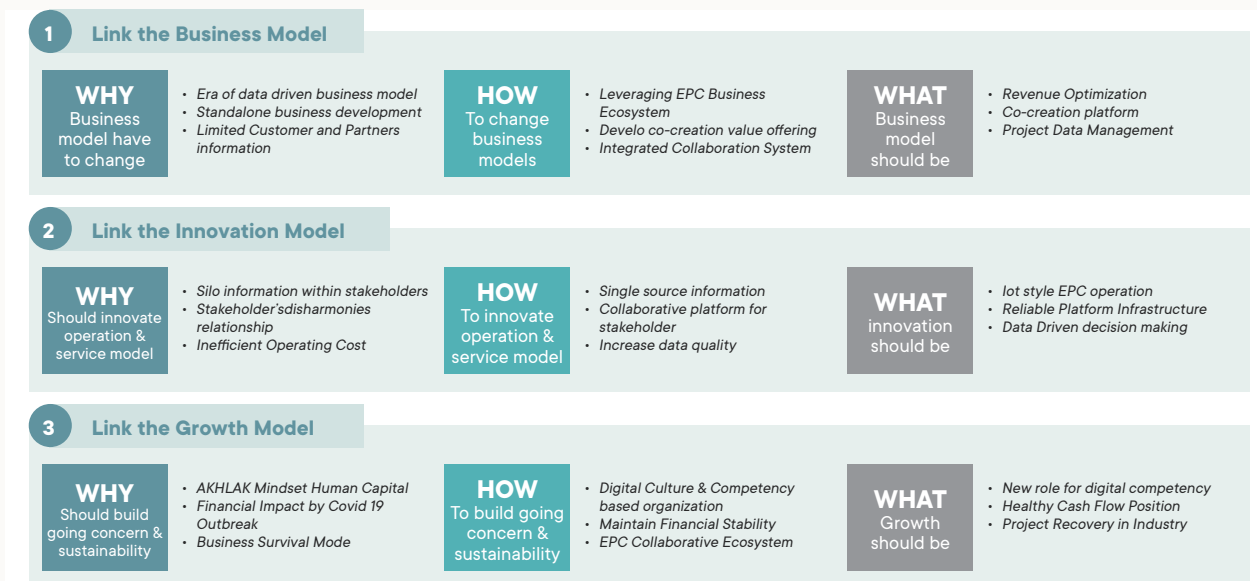 1
Link the Business Model
WHY
Business
model have
to change
• Era of data driven business model
• Standalone business development
• Limited Customer and Partners
information
HOW
To change
business
models
• Leveraging EPC Business
Ecosystem
• Develo co-creation value offering
• Integrated Collaboration System
WHAT
Business
model
should be
• Revenue Optimization
• Co-creation platform
• Project Data Management
2
Link the Innovation Model
WHY
Should innovate
operation &
service model
• Silo information within stakeholders
• Stakeholder'sdisharmonies
relationship
• Inefficient Operating Cost
HOW
To innovate
operation &
service model
• Single source information
• Collaborative platform for
stakeholder
• Increase data quality
WHAT
innovation
should be
• Iot style EPC operation
• Reliable Platform Infrastructure
• Data Driven decision making
3
Link the Growth Model
WHY
Should build
going concern &
sustainability
• AKHLAK Mindset Human Capital
• Financial Impact by Covid 19
Outbreak
• Business Survival Mode
HOW
To build going
concern &
sustainability
• Digital Culture & Competency
based organization
• Maintain Financial Stability
• EPC Collaborative Ecosystem
WHAT
Growth
should be
• New role for digital competency
• Healthy Cash Flow Position
• Project Recovery in Industry